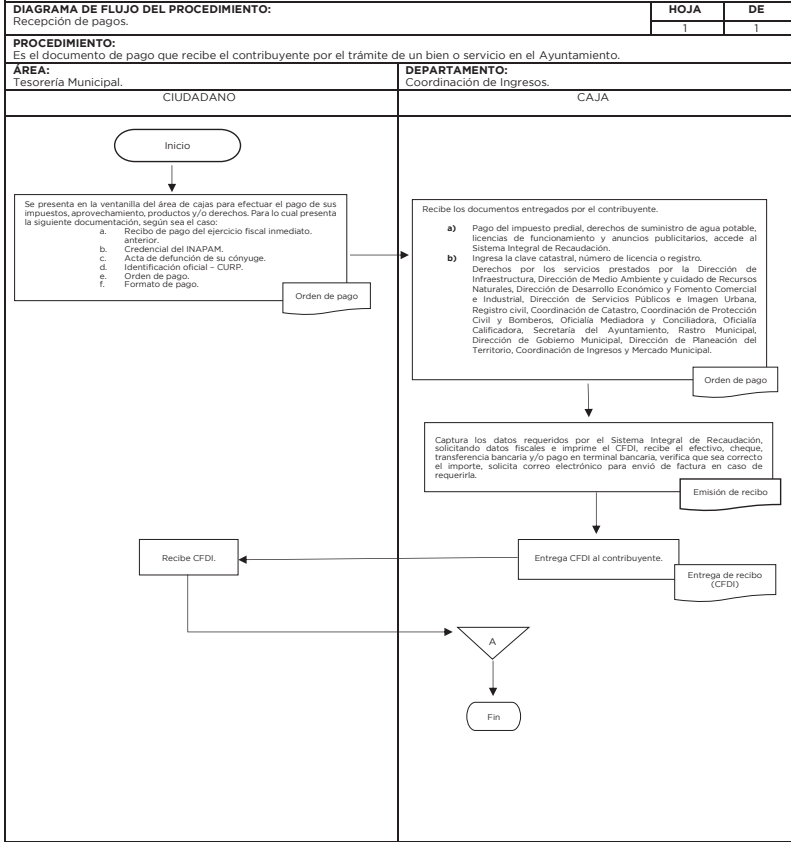 DIAGRAMA DE FLUJO DEL PROCEDIMIENTO:
Recepción de pagos.
HOJA DE
1 1
PROCEDIMIENTO:
Es el documento de pago que recibe el contribuyente por el trámite de un bien o servicio en el Ayuntamiento.
ÁREA:
Tesorería Municipal.
DEPARTAMENTO:
Coordinación de Ingresos.
CIUDADANO
CAJA
Inicio
Se presenta en la ventanilla del área de cajas para efectuar el pago de sus
impuestos, aprovechamiento, productos y/o derechos. Para lo cual presenta
la siguiente documentación, según sea el caso:
a. Recibo de pago del ejercicio fiscal inmediato.
anterior.
b. Credencial del INAPAM.
c. Acta de defunción de su cónyuge.
d. Identificación oficial – CURP.
e. Orden de pago.
f. Formato de pago.
Orden de pago
Recibe los documentos entregados por el contribuyente.
a) Pago del impuesto predial, derechos de suministro de agua potable,
licencias de funcionamiento y anuncios publicitarios, accede al
Sistema Integral de Recaudación.
b) Ingresa la clave catastral, número de licencia o registro.
Derechos por los servicios prestados por la Dirección de
Infraestructura, Dirección de Medio Ambiente y cuidado de Recursos
Naturales, Dirección de Desarrollo Económico y Fomento Comercial
e Industrial, Dirección de Servicios Públicos e Imagen Urbana,
Registro civil, Coordinación de Catastro, Coordinación de Protección
Civil y Bomberos, Oficialía Mediadora y Conciliadora, Oficialía
Calificadora, Secretaría del Ayuntamiento, Rastro Municipal,
Dirección de Gobierno Municipal, Dirección de Planeación del
Territorio, Coordinación de Ingresos y Mercado Municipal.
Orden de pago
Captura los datos requeridos por el Sistema Integral de Recaudación,
solicitando datos fiscales e imprime el CFDI, recibe el efectivo, cheque,
transferencia bancaria y/o pago en terminal bancaria, verifica que sea correcto
el importe, solicita correo electrónico para envió de factura en caso de
requerirla.
Emisión de recibo
Recibe CFDI.
Entrega CFDI al contribuyente.
Entrega de recibo
(CFDI)
A
Fin